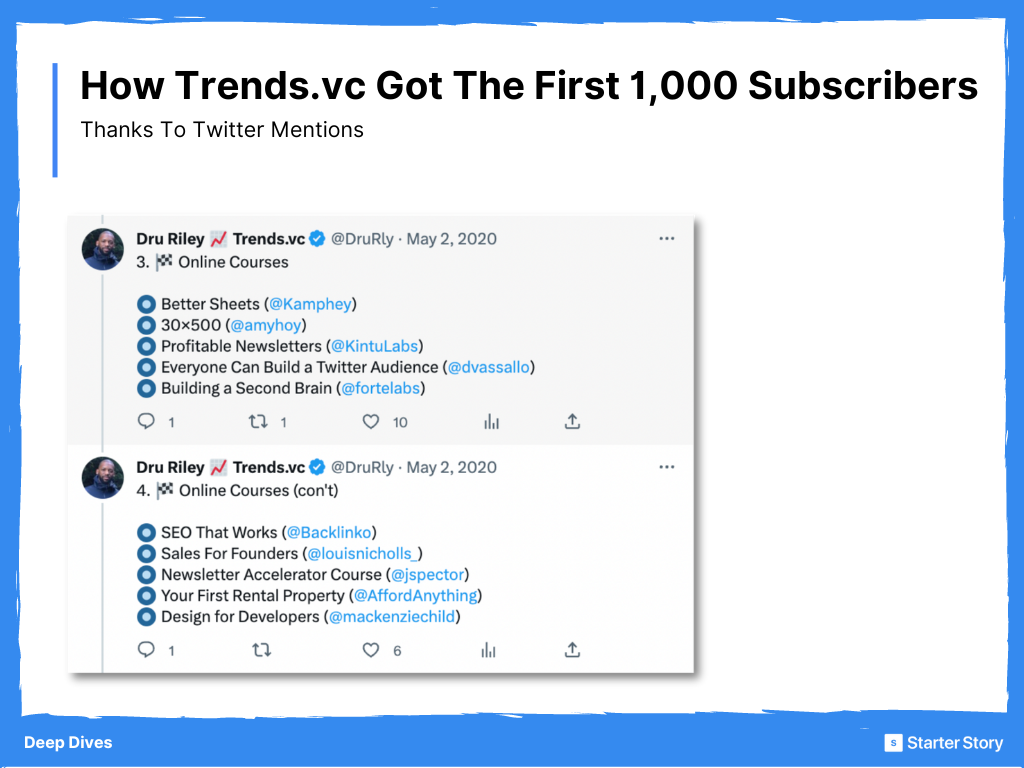 How Trends.vc Got The First 1,000 Subscribers
Thanks To Twitter Mentions
Dru Riley 📈 Trends.vc @DruRly · May 2, 2020 ···
3. 🏁 Online Courses
Better Sheets (@Kamphey)
30×500 (@amyhoy)
Profitable Newsletters (@KintuLabs)
Everyone Can Build a Twitter Audience (@dvassallo)
Building a Second Brain (@fortelabs)
1 1 10
Dru Riley 📈 Trends.vc @DruRly · May 2, 2020 ···
4. 🏁 Online Courses (con't)
SEO That Works (@Backlinko)
Sales For Founders (@louisnicholls_)
Newsletter Accelerator Course (@jspector)
Your First Rental Property (@AffordAnything)
Design for Developers (@mackenziechild)
1 6
Deep Dives
S Starter Story